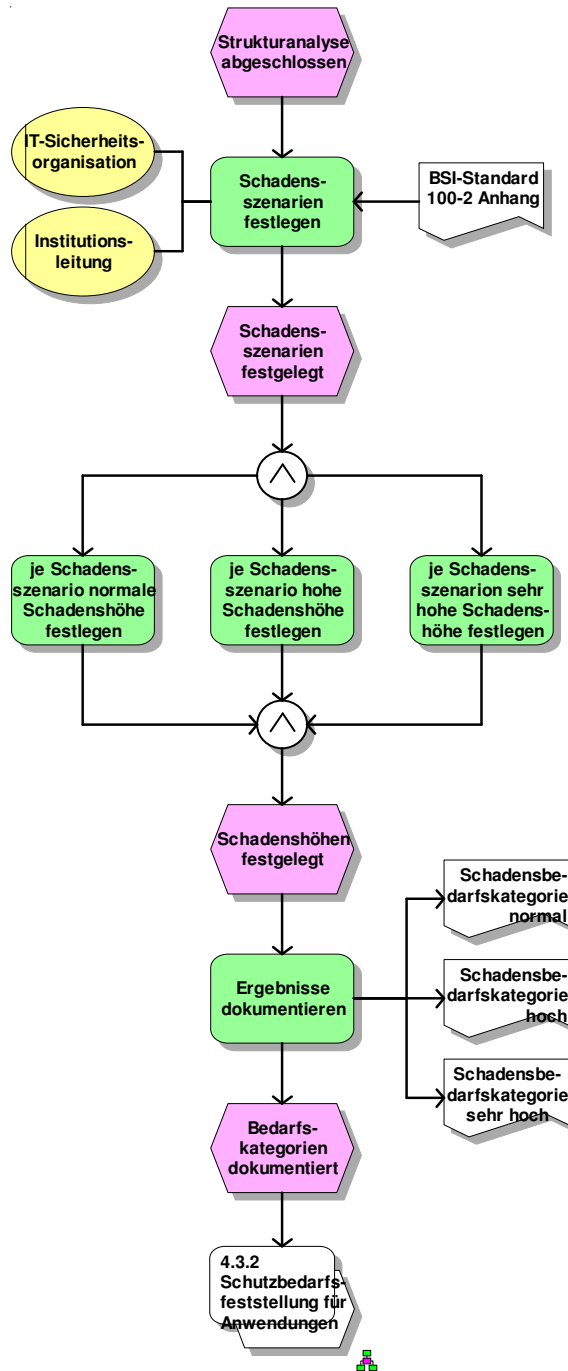 Strukturanalyse
abgeschlossen
IT-Sicherheits-
organisation
Institutions-
leitung
Schadens-
szenarien
festlegen
BSI-Standard
100-2 Anhang
Schadens-
szenarien
festgelegt
je Schadens-
szenario normale
Schadenshöhe
festlegen
je Schadens-
szenario hohe
Schadenshöhe
festlegen
je Schadens-
szenarion sehr
hohe Schadens-
höhe festlegen
Schadenshöhen
festgelegt
Ergebnisse
dokumentieren
Schadensbe-
darfskategorie
normal
Schadensbe-
darfskategorie
hoch
Schadensbe-
darfskategorie
sehr hoch
Bedarfs-
kategorien
dokumentiert
4.3.2
Schutzbedarfs-
feststellung für
Anwendungen